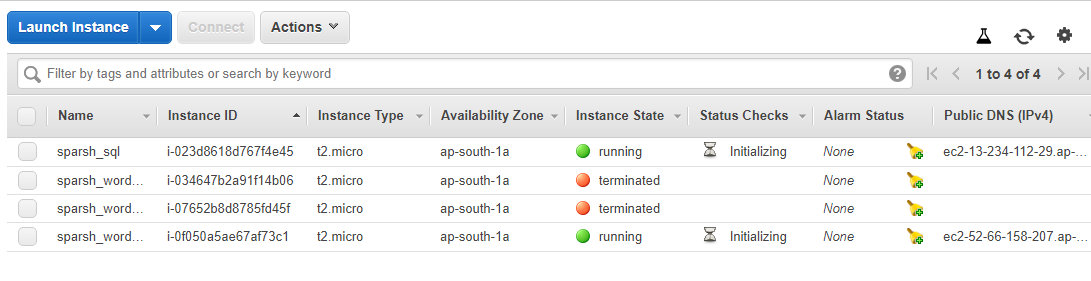 Launch Instance Connect Actions
Filter by tags and attributes or search by keyword ? 1 to 4 of 4
Name Instance ID Instance Type Availability Zone Instance State Status Checks Alarm Status Public DNS (IPv4)
sparsh_sql i-023d8618d767f4e45 t2.micro ap-south-1a running Initializing None ec2-13-234-112-29.ap-...
sparsh_word... i-034647b2a91f14b06 t2.micro ap-south-1a terminated None
sparsh_word... i-07652b8d8785fd45f t2.micro ap-south-1a terminated None
sparsh_word... i-0f050a5ae67af73c1 t2.micro ap-south-1a running Initializing None ec2-52-66-158-207.ap-...